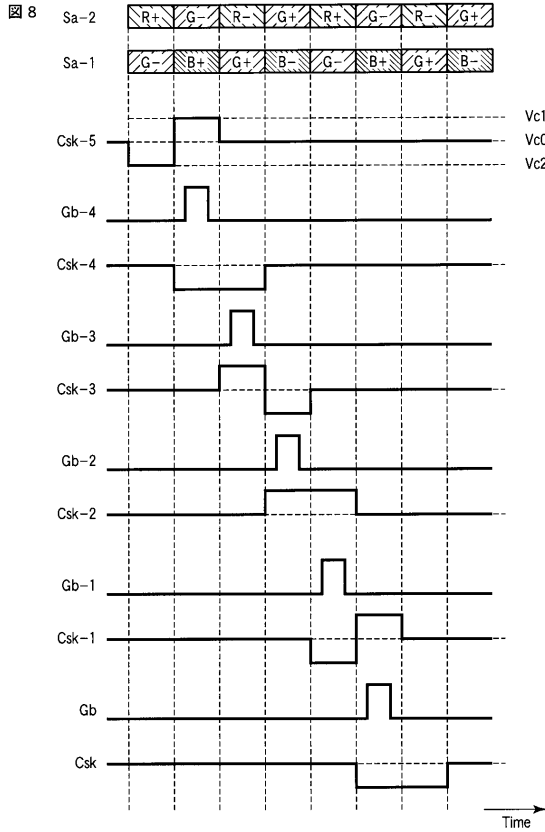 図 8
Sa-2 R+ G- R- G+ R+ G- R- G+
Sa-1 G- B+ G+ B- G- B+ G+ B-
Vc1
Csk-5 Vc0
Vc2
Gb-4
Csk-4
Gb-3
Csk-3
Gb-2
Csk-2
Gb-1
Csk-1
Gb
Csk
Time